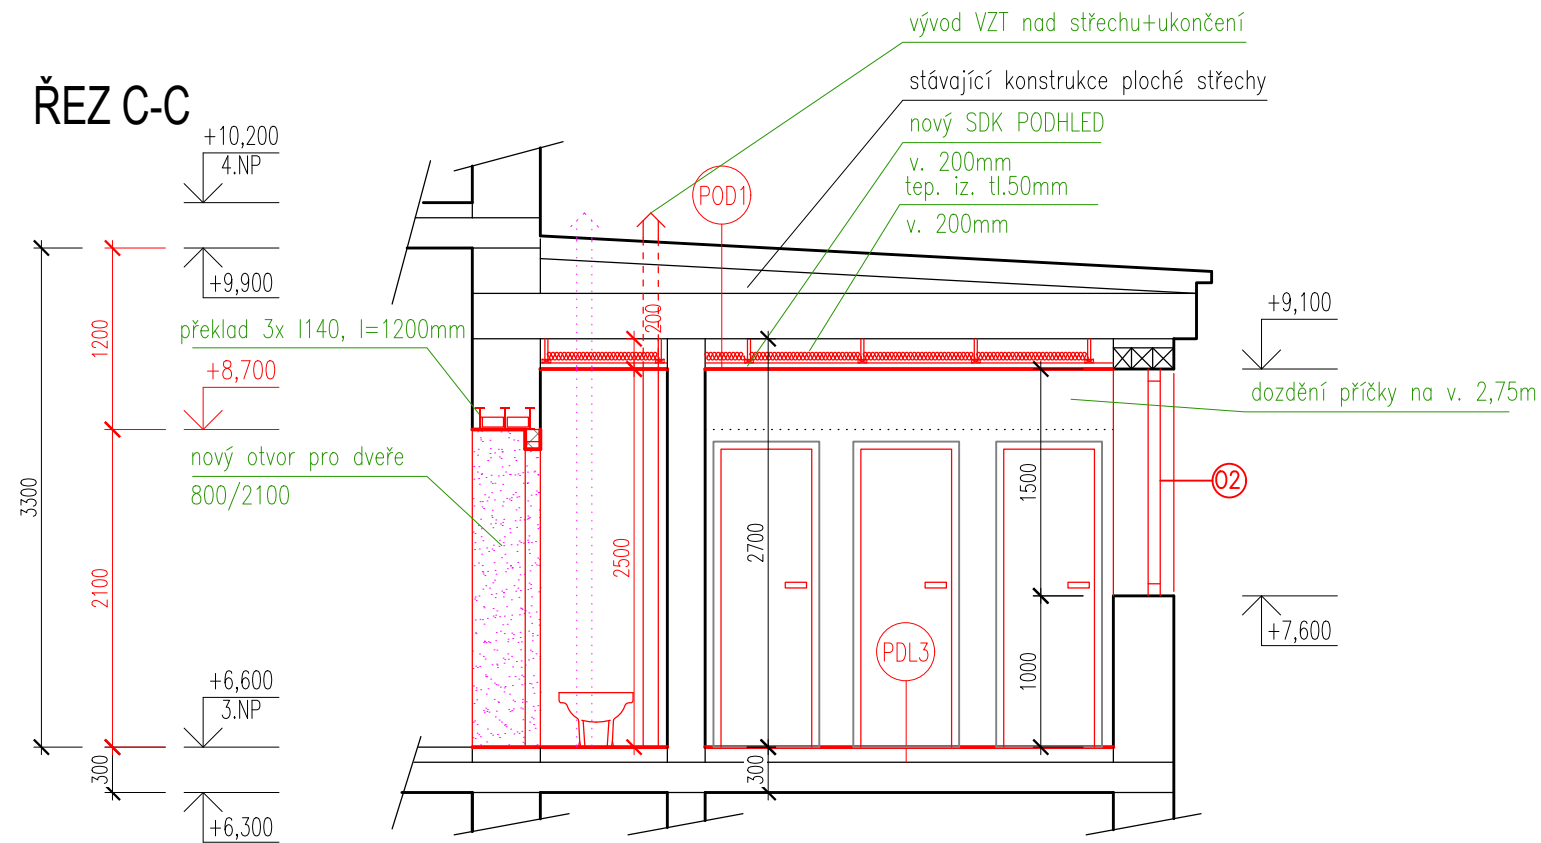 vývod VZT nad střechu+ukončení
ŘEZ C-C
stávající konstrukce ploché střechy
nový SDK PODHLED
v. 200mm
tep. iz. tl.50mm
v. 200mm
+10,200
4.NP
POD1
+9,900
+9,100
překlad 3x I140, l=1200mm
200
1200
+8,700
dozdění příčky na v. 2,75m
nový otvor pro dveře
800/2100
1500
O2
3300
2700
2500
2100
+7,600
PDL3
1000
+6,600
3.NP
300
300
+6,300